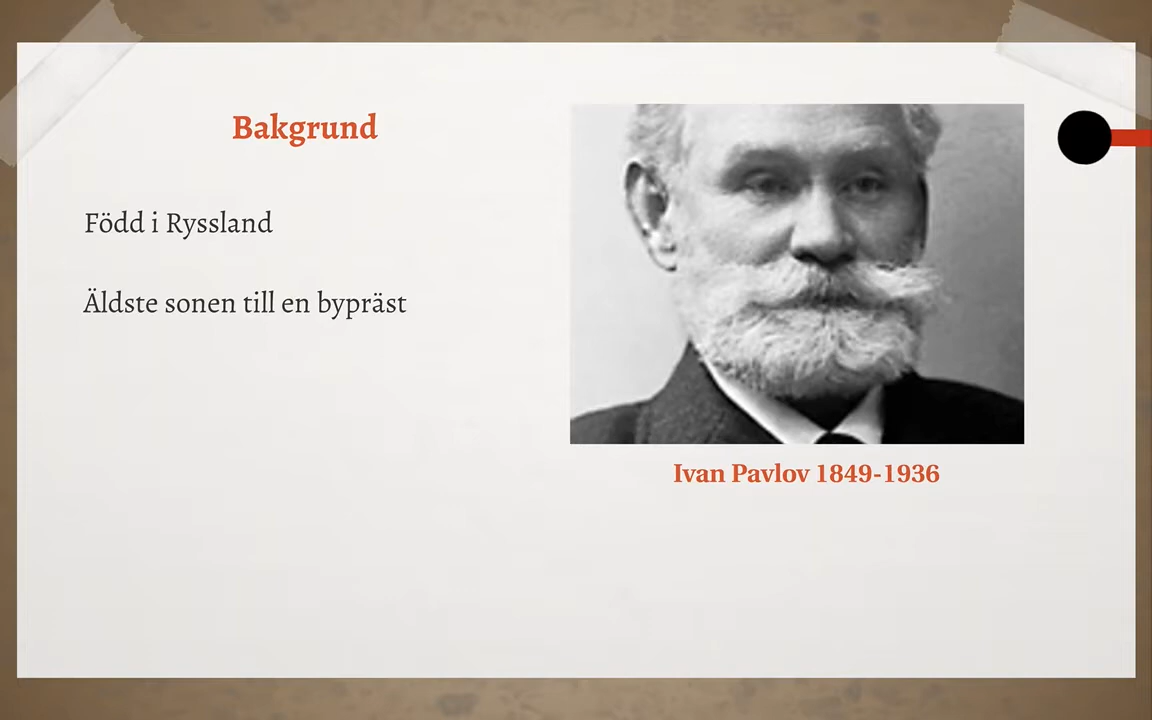 Bakgrund
Född i Ryssland
Äldste sonen till en bypräst
Ivan Pavlov 1849-1936